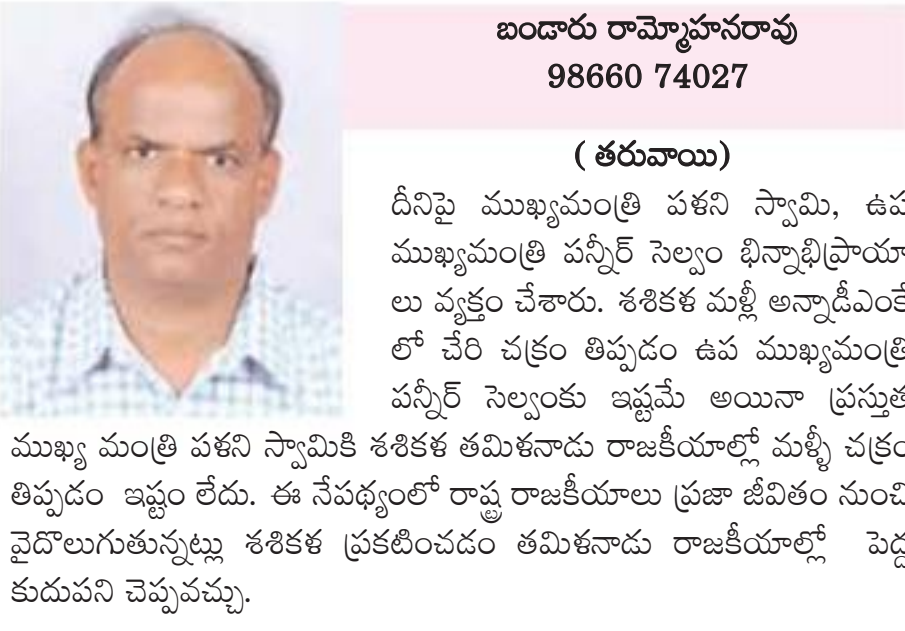 బండారు రామ్మోహనరావు
98660 74027
( తరువాయి)
దీనిపై ముఖ్యమంత్రి పళని స్వామి, ఉప
ముఖ్యమంత్రి పన్నీర్ సెల్వం భిన్నాభిప్రాయా
లు వ్యక్తం చేశారు. శశికళ మళ్లీ అన్నాడీఎంకే
లో చేరి చక్రం తిప్పడం ఉప ముఖ్యమంత్రి
పన్నీర్ సెల్వంకు ఇష్టమే అయినా ప్రస్తుత
ముఖ్య మంత్రి పళని స్వామికి శశికళ తమిళనాడు రాజకీయాల్లో మళ్ళీ చక్రం
తిప్పడం ఇష్టం లేదు. ఈ నేపథ్యంలో రాష్ట్ర రాజకీయాలు ప్రజా జీవితం నుంచి
వైదొలుగుతున్నట్లు శశికళ ప్రకటించడం తమిళనాడు రాజకీయాల్లో పెద్ద
కుదుపని చెప్పవచ్చు.